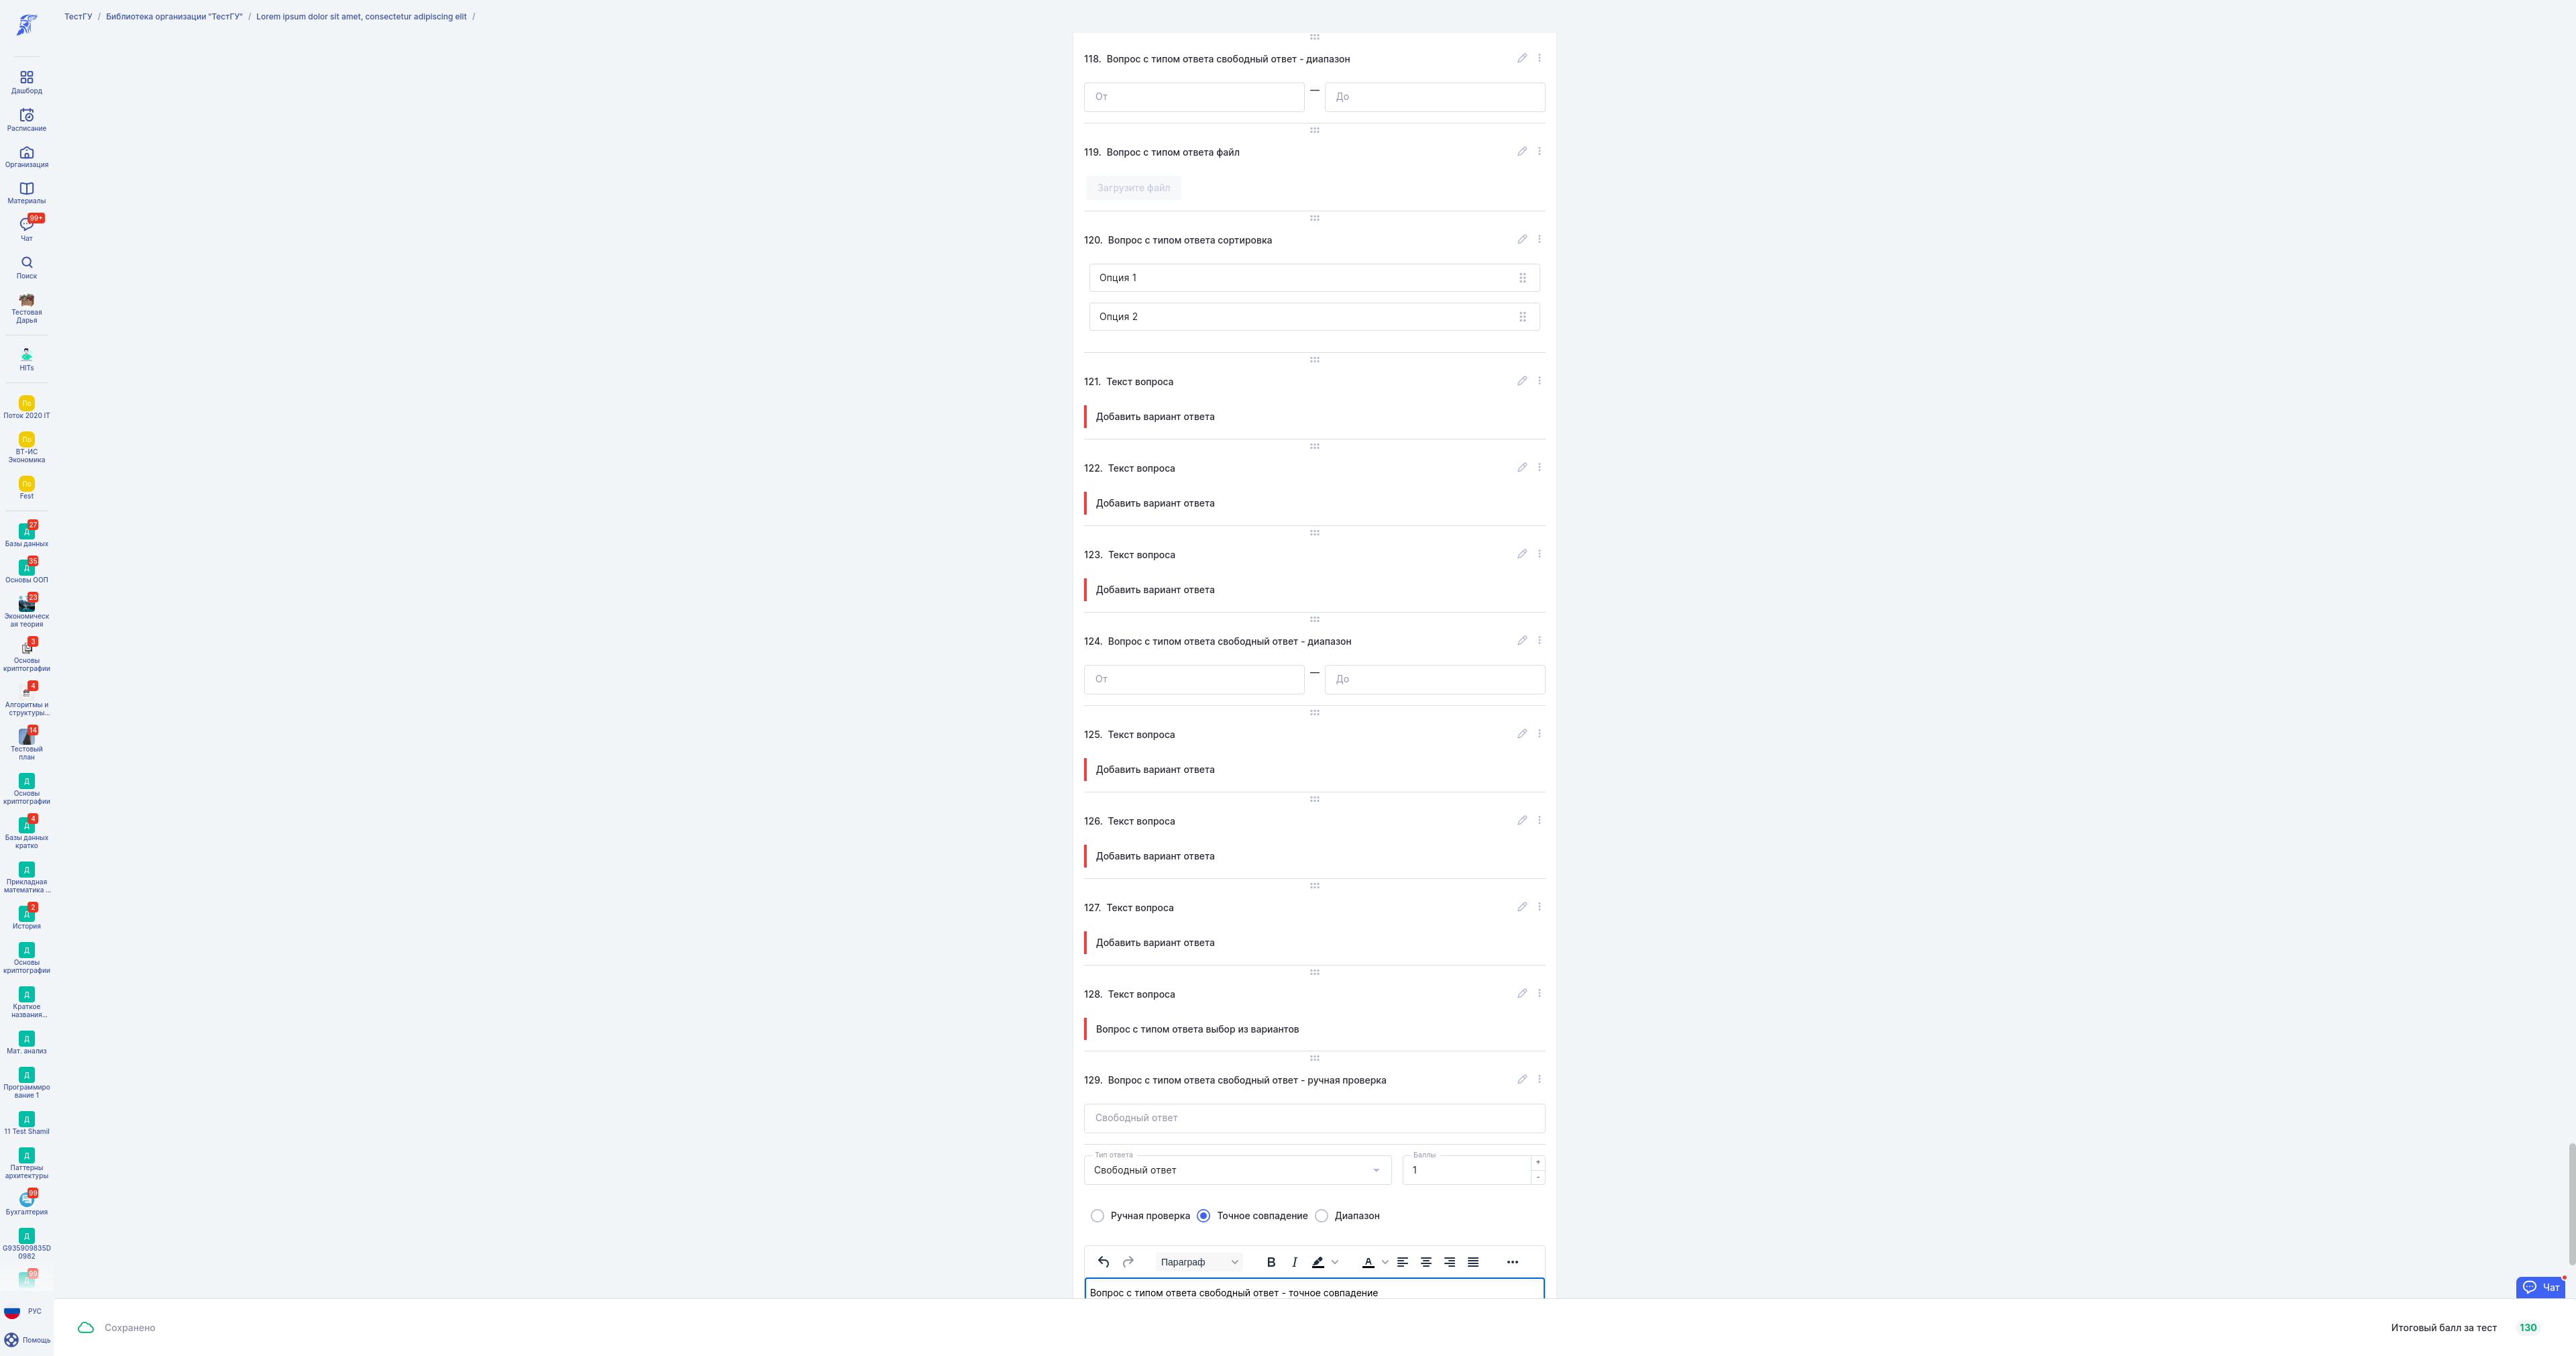 ТестГУ / Библиотека организации "ТестГУ" / Lorem ipsum dolor sit amet, consectetur adipiscing elit /
Дашборд
Расписание
Организация
Материалы
99+
Чат
Поиск
Тестовая
Дарья
HITs
По
Поток 2020 IT
По
ВТ-ИС
Экономика
По
Fest
27
Д
Базы данных
35
Д
Основы ООП
23
Экономическ
ая теория
3
Основы
криптографии
4
Алгоритмы и
структуры...
14
Тестовый
план
Д
Основы
криптографии
4
Д
Базы данных
кратко
Д
Прикладная
математика ...
2
Д
История
Д
Основы
криптографии
Д
Краткое
названия...
Д
Мат. анализ
Д
Программиро
вание 1
Д
11 Test Shamil
Д
Паттерны
архитектуры
99
Бухгалтерия
Д
G935909835D
0982
99
Д
РУС
Помощь
118. Вопрос с типом ответа свободный ответ - диапазон
От — До
119. Вопрос с типом ответа файл
Загрузите файл
120. Вопрос с типом ответа сортировка
Опция 1
Опция 2
121. Текст вопроса
Добавить вариант ответа
122. Текст вопроса
Добавить вариант ответа
123. Текст вопроса
Добавить вариант ответа
124. Вопрос с типом ответа свободный ответ - диапазон
От — До
125. Текст вопроса
Добавить вариант ответа
126. Текст вопроса
Добавить вариант ответа
127. Текст вопроса
Добавить вариант ответа
128. Текст вопроса
Вопрос с типом ответа выбор из вариантов
129. Вопрос с типом ответа свободный ответ - ручная проверка
Свободный ответ
Тип ответа Баллы
Свободный ответ 1 + -
Ручная проверка Точное совпадение Диапазон
Параграф B I A
Вопрос с типом ответа свободный ответ - точное совпадение
Чат
Сохранено
Итоговый балл за тест 130